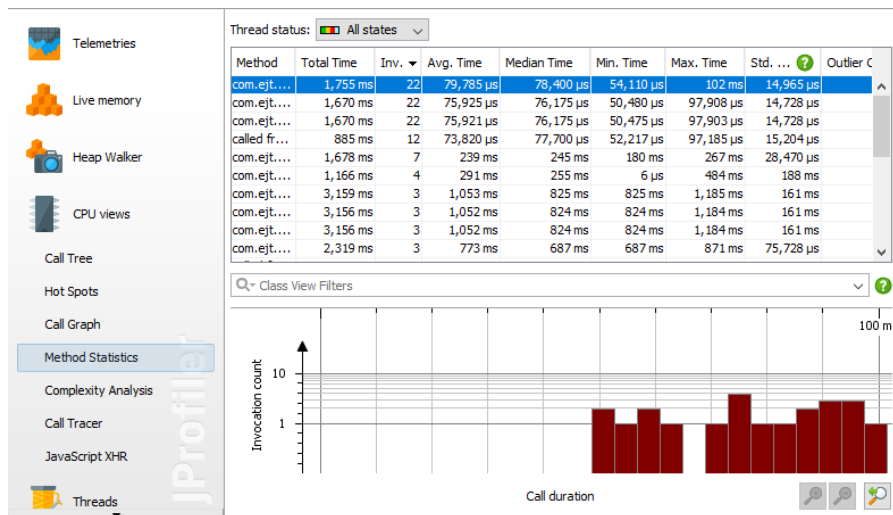 Telemetries
Live memory
Heap Walker
CPU views
Call Tree
Hot Spots
Call Graph
Method Statistics
Complexity Analysis
Call Tracer
JavaScript XHR
Threads
JProfiler
Thread status: All states
Method Total Time Inv. Avg. Time Median Time Min. Time Max. Time Std. ... Outlier C
com.ejt.... 1,755 ms 22 79,785 µs 78,400 µs 54,110 µs 102 ms 14,965 µs
com.ejt.... 1,670 ms 22 75,925 µs 76,175 µs 50,480 µs 97,908 µs 14,728 µs
com.ejt.... 1,670 ms 22 75,921 µs 76,175 µs 50,475 µs 97,903 µs 14,728 µs
called fr... 885 ms 12 73,820 µs 77,700 µs 52,217 µs 97,185 µs 15,204 µs
com.ejt.... 1,678 ms 7 239 ms 245 ms 180 ms 267 ms 28,470 µs
com.ejt.... 1,166 ms 4 291 ms 255 ms 6 µs 484 ms 188 ms
com.ejt.... 3,159 ms 3 1,053 ms 825 ms 825 ms 1,185 ms 161 ms
com.ejt.... 3,156 ms 3 1,052 ms 824 ms 824 ms 1,184 ms 161 ms
com.ejt.... 3,156 ms 3 1,052 ms 824 ms 824 ms 1,184 ms 161 ms
com.ejt.... 2,319 ms 3 773 ms 687 ms 687 ms 871 ms 75,728 µs
Class View Filters
100 m
Invocation count
10
1
Call duration